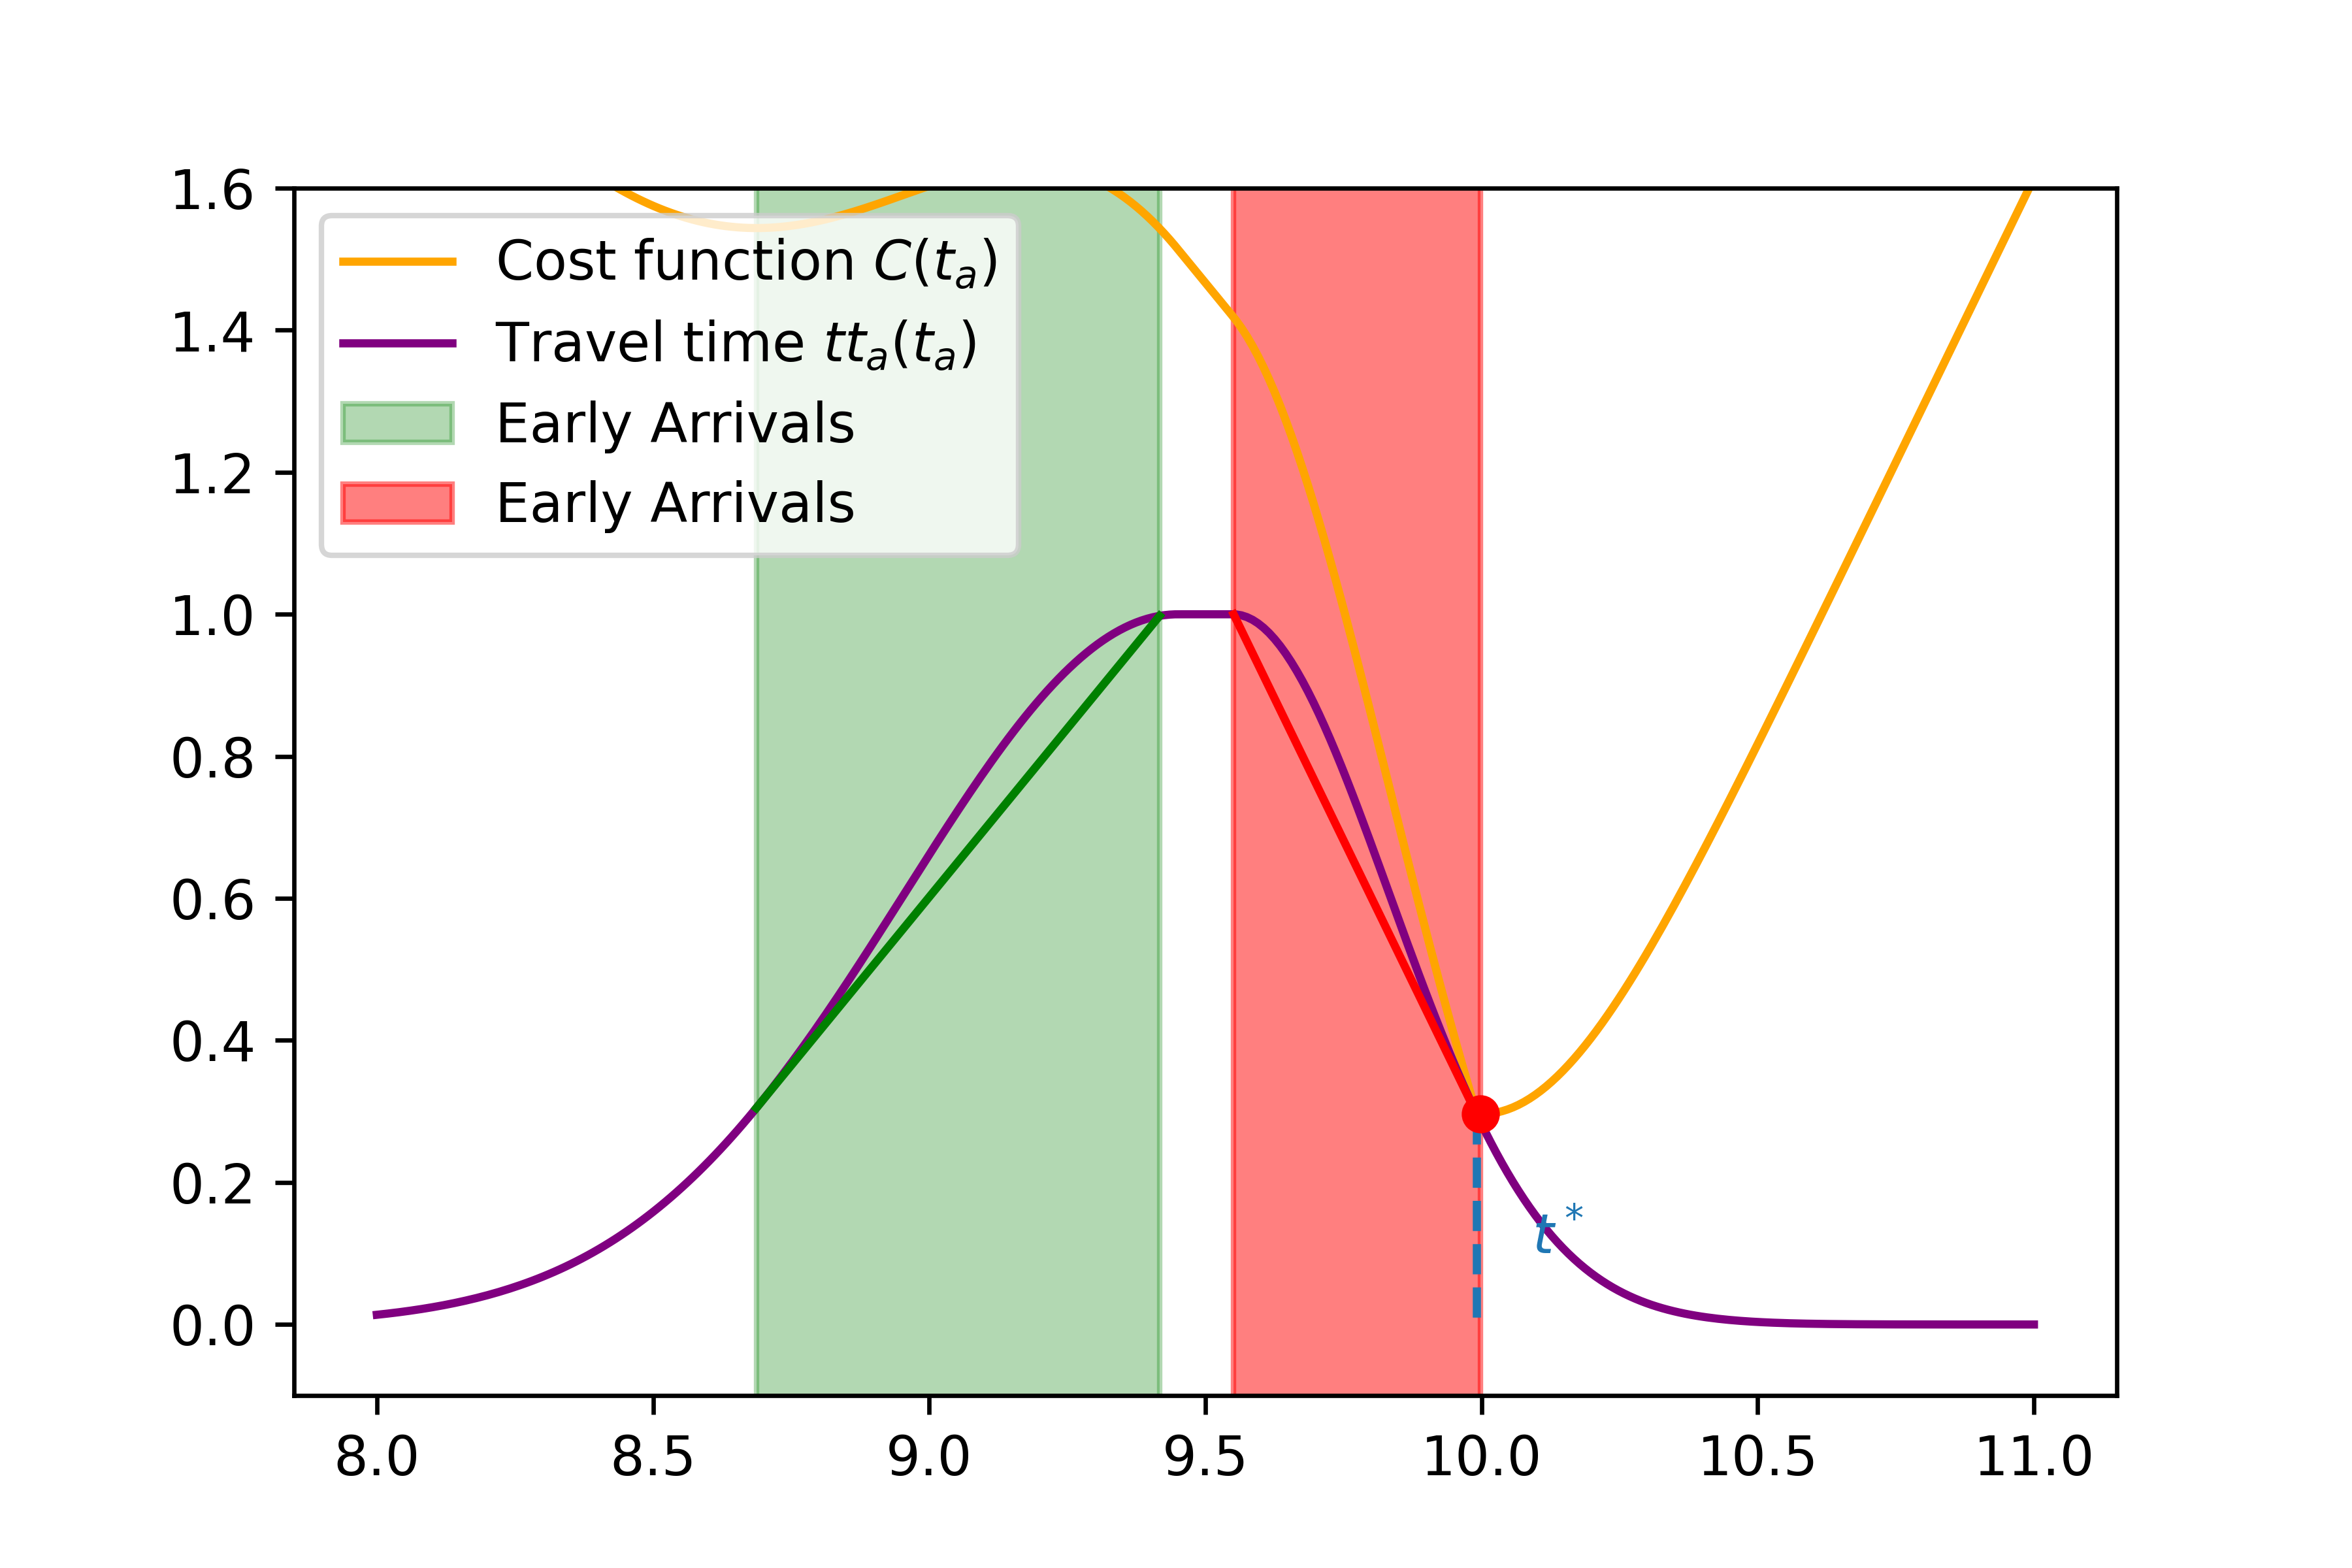 1.6
1.4
1.2
1.0
0.8
0.6
0.4
0.2
0.0
Cost function C(t_a)
Travel time tt_a(t_a)
Early Arrivals
Early Arrivals
t*
8.0 8.5 9.0 9.5 10.0 10.5 11.0